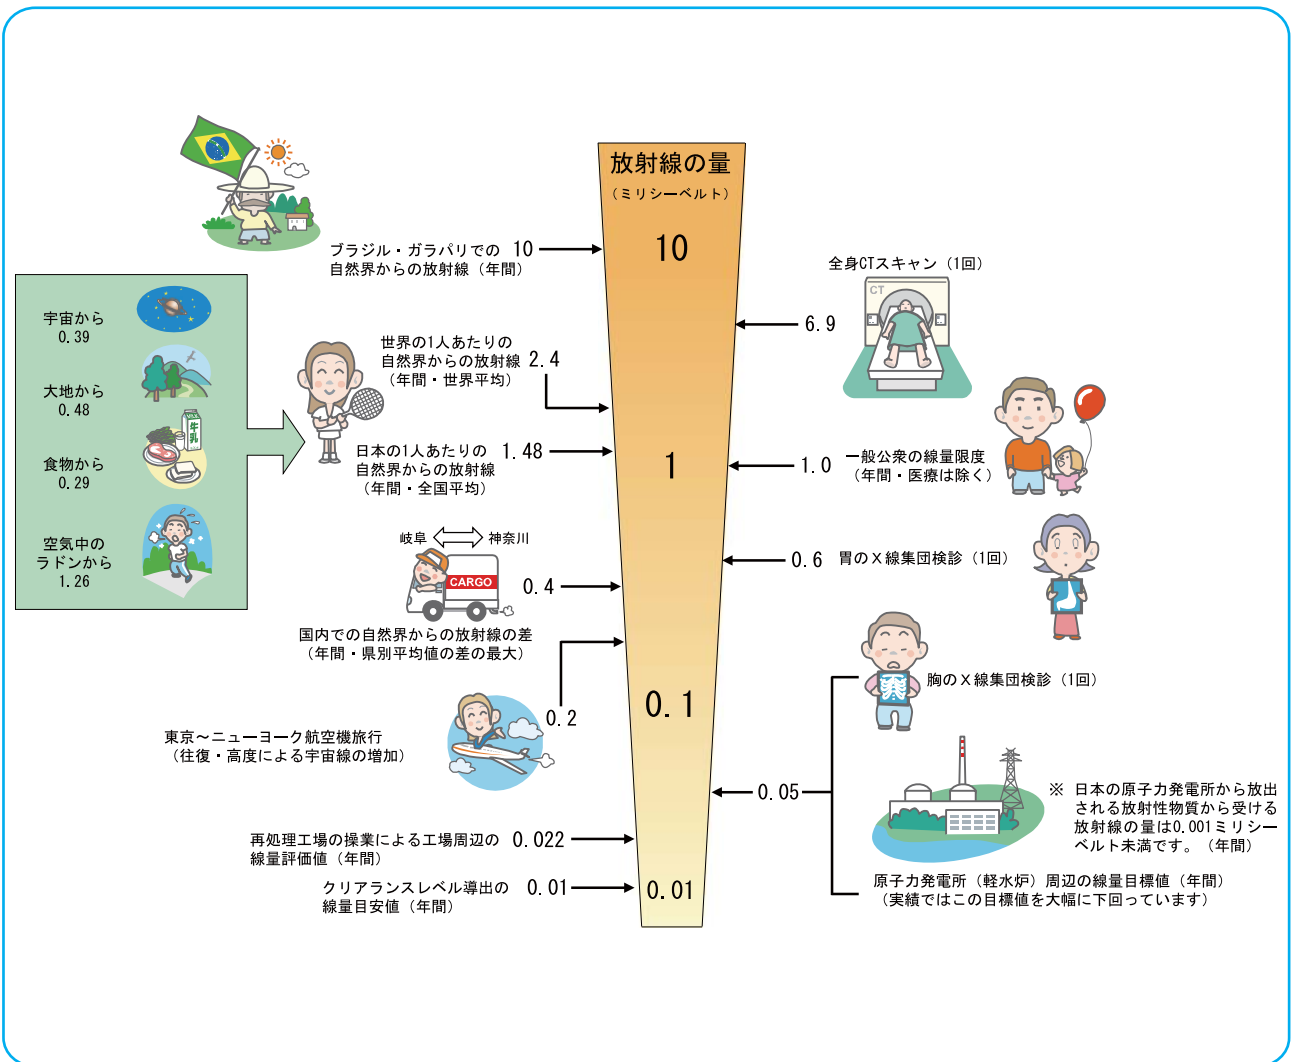 放射線の量
（ミリシーベルト）
10
1
0.1
0.01
ブラジル・ガラパリでの 10
自然界からの放射線（年間）
宇宙から
0.39
大地から
0.48
食物から
0.29
空気中の
ラドンから
1.26
牛乳
世界の1人あたりの
自然界からの放射線 2.4
（年間・世界平均）
日本の1人あたりの 1.48
自然界からの放射線
（年間・全国平均）
岐阜 神奈川
CARGO
0.4
国内での自然界からの放射線の差
（年間・県別平均値の差の最大）
0.2
東京～ニューヨーク航空機旅行
（往復・高度による宇宙線の増加）
再処理工場の操業による工場周辺の 0.022
線量評価値（年間）
クリアランスレベル導出の 0.01
線量目安値（年間）
全身CTスキャン（1回）
CT
6.9
1.0 一般公衆の線量限度
（年間・医療は除く）
0.6 胃のX線集団検診（1回）
胸のX線集団検診（1回）
0.05
※ 日本の原子力発電所から放出
される放射性物質から受ける
放射線の量は0.001ミリシー
ベルト未満です。（年間）
原子力発電所（軽水炉）周辺の線量目標値（年間）
（実績ではこの目標値を大幅に下回っています）